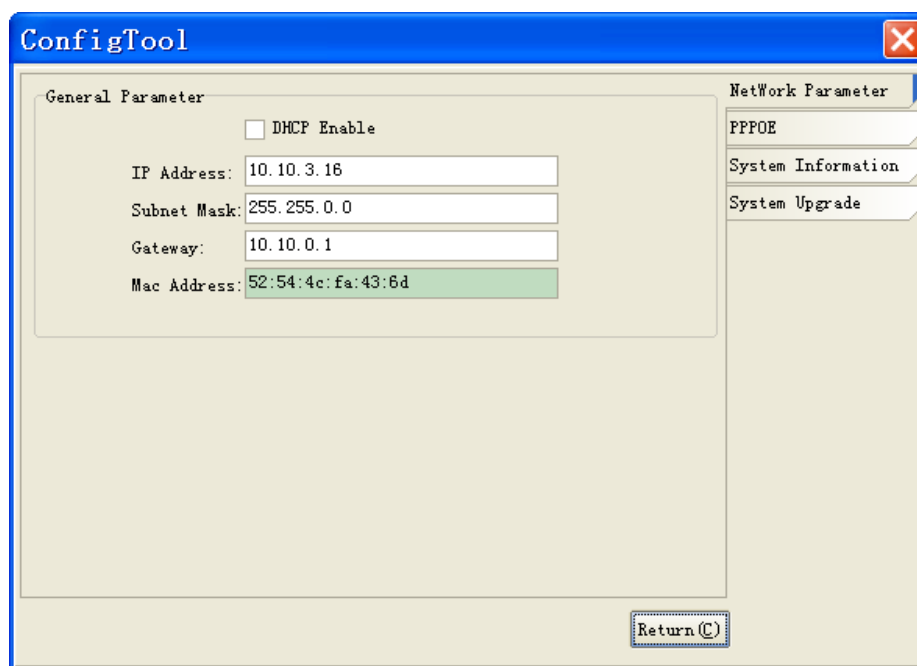 ConfigTool
General Parameter
DHCP Enable
IP Address: 10.10.3.16
Subnet Mask: 255.255.0.0
Gateway: 10.10.0.1
Mac Address: 52:54:4c:fa:43:6d
NetWork Parameter
PPPOE
System Information
System Upgrade
Return(C)